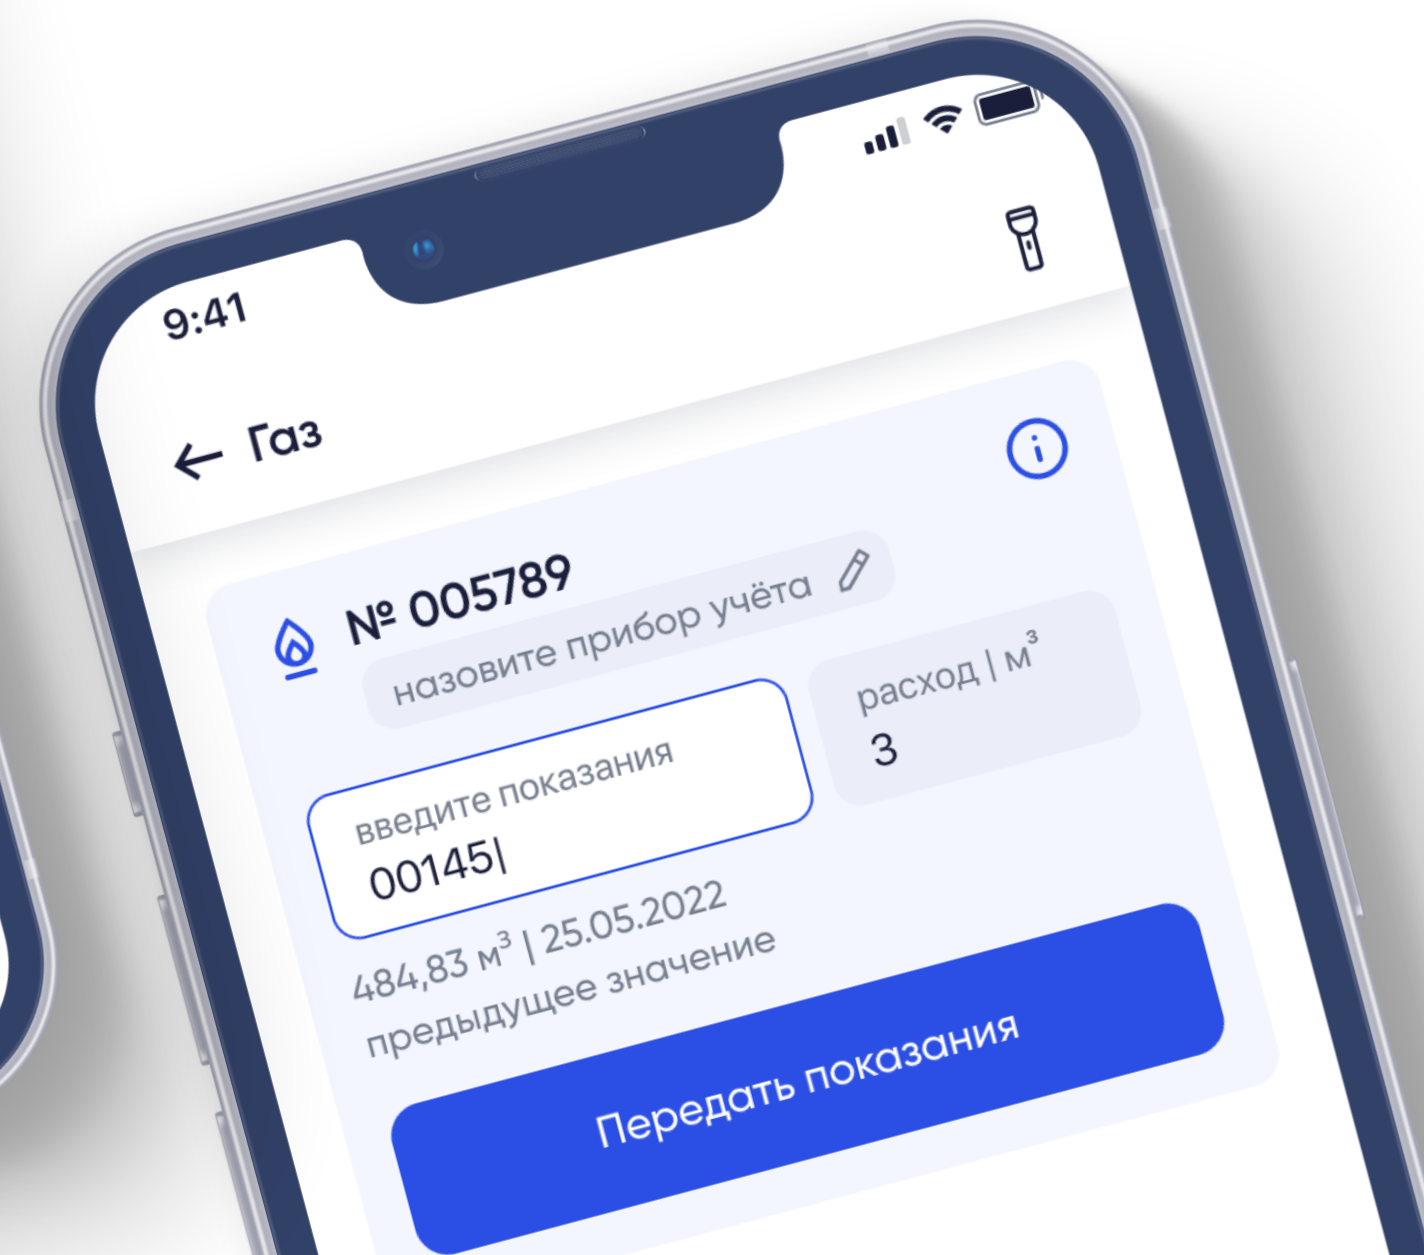 9:41
Газ
№ 005789
назовите прибор учёта
введите показания
00145
расход | м³
3
484,83 м³ | 25.05.2022
предыдущее значение
Передать показания